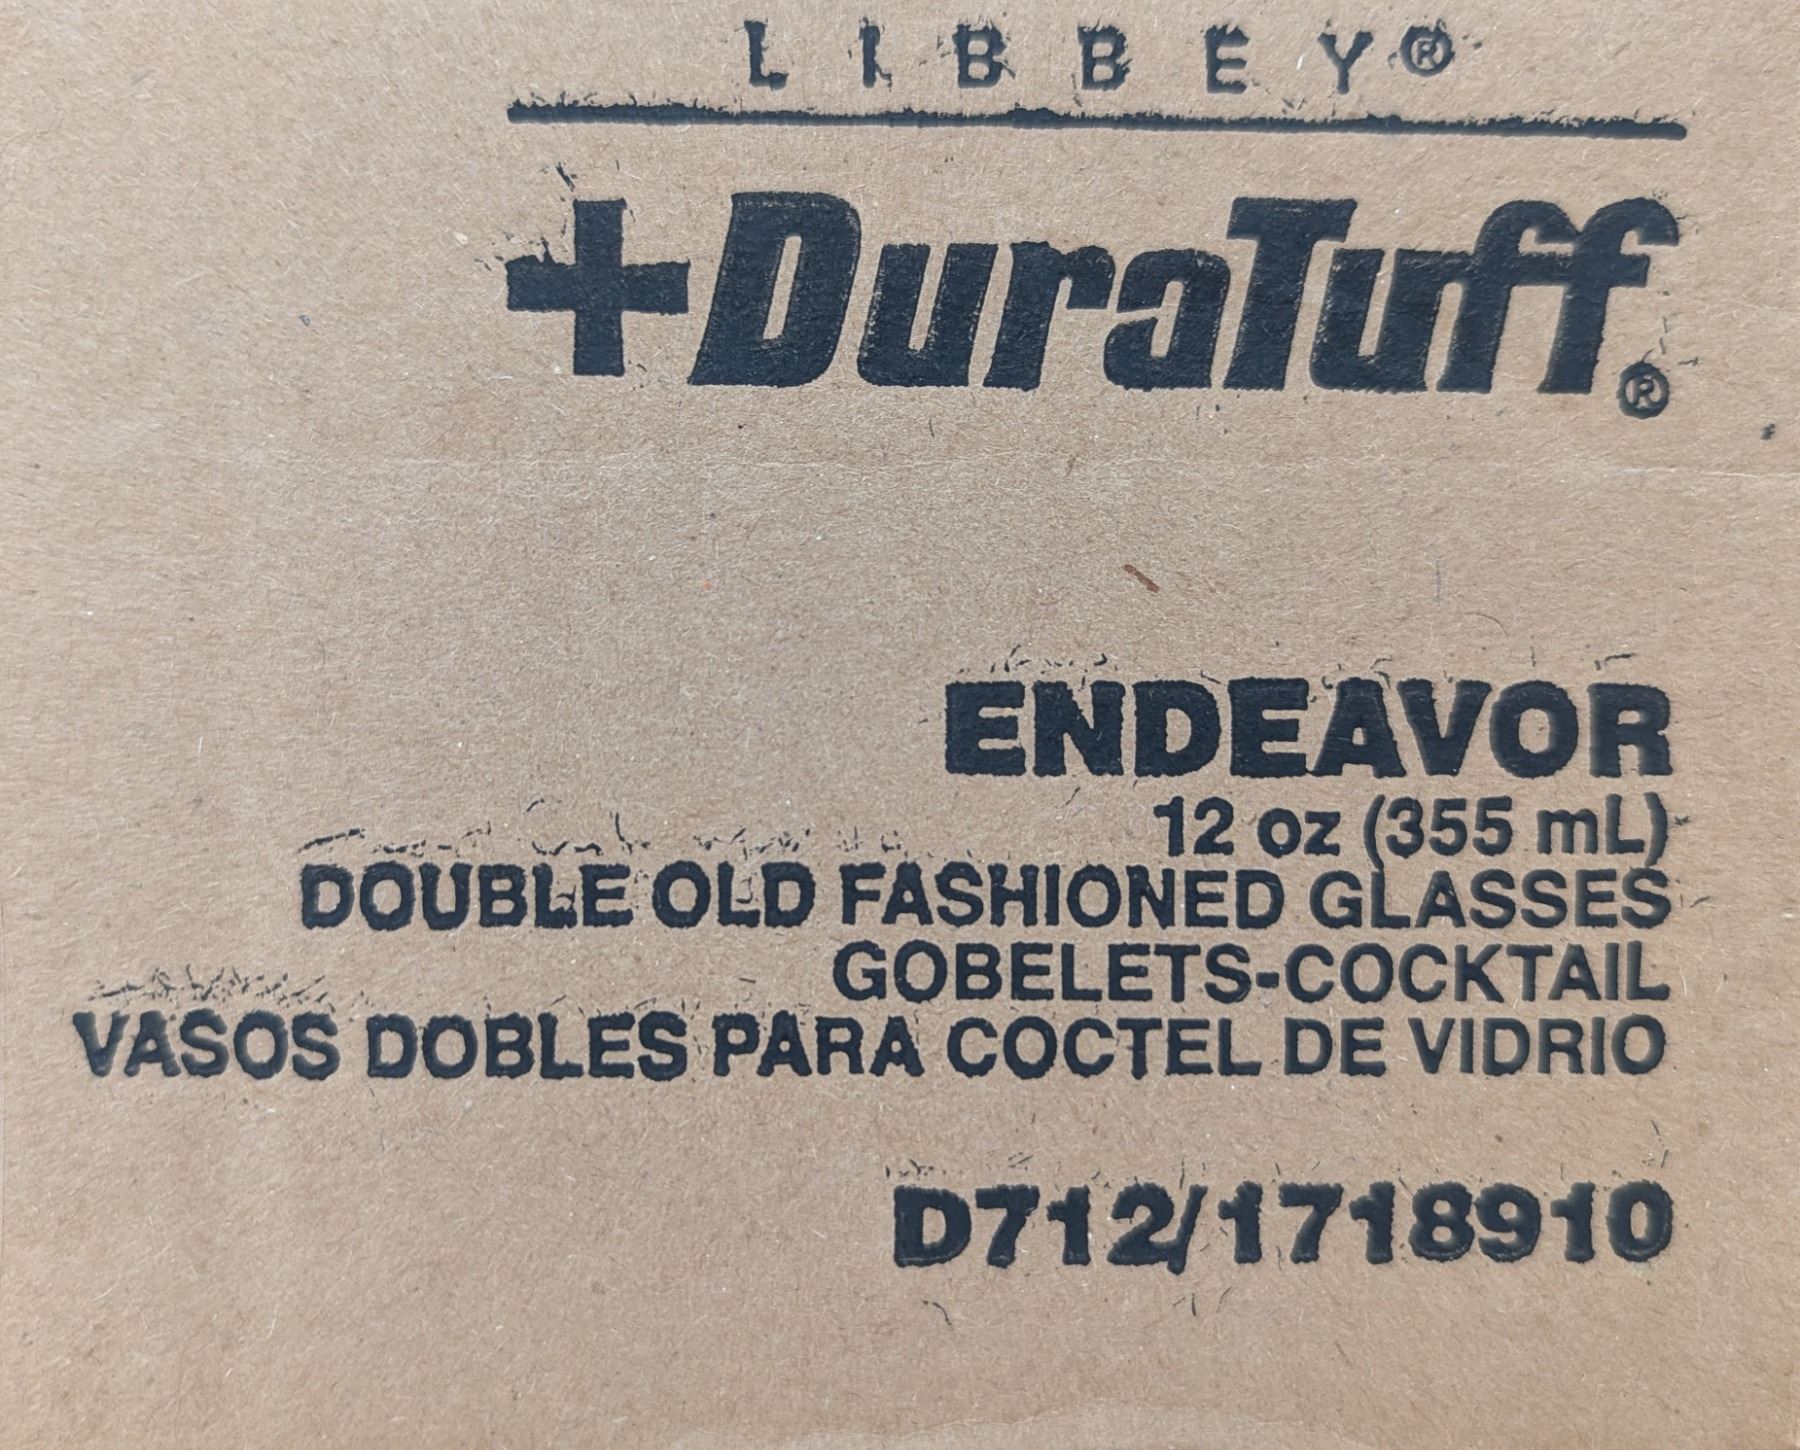 LIBBEY®
+DuraTuff®
ENDEAVOR
12 oz (355 mL)
DOUBLE OLD FASHIONED GLASSES
GOBELETS-COCKTAIL
VASOS DOBLES PARA COCTEL DE VIDRIO
D712/1718910